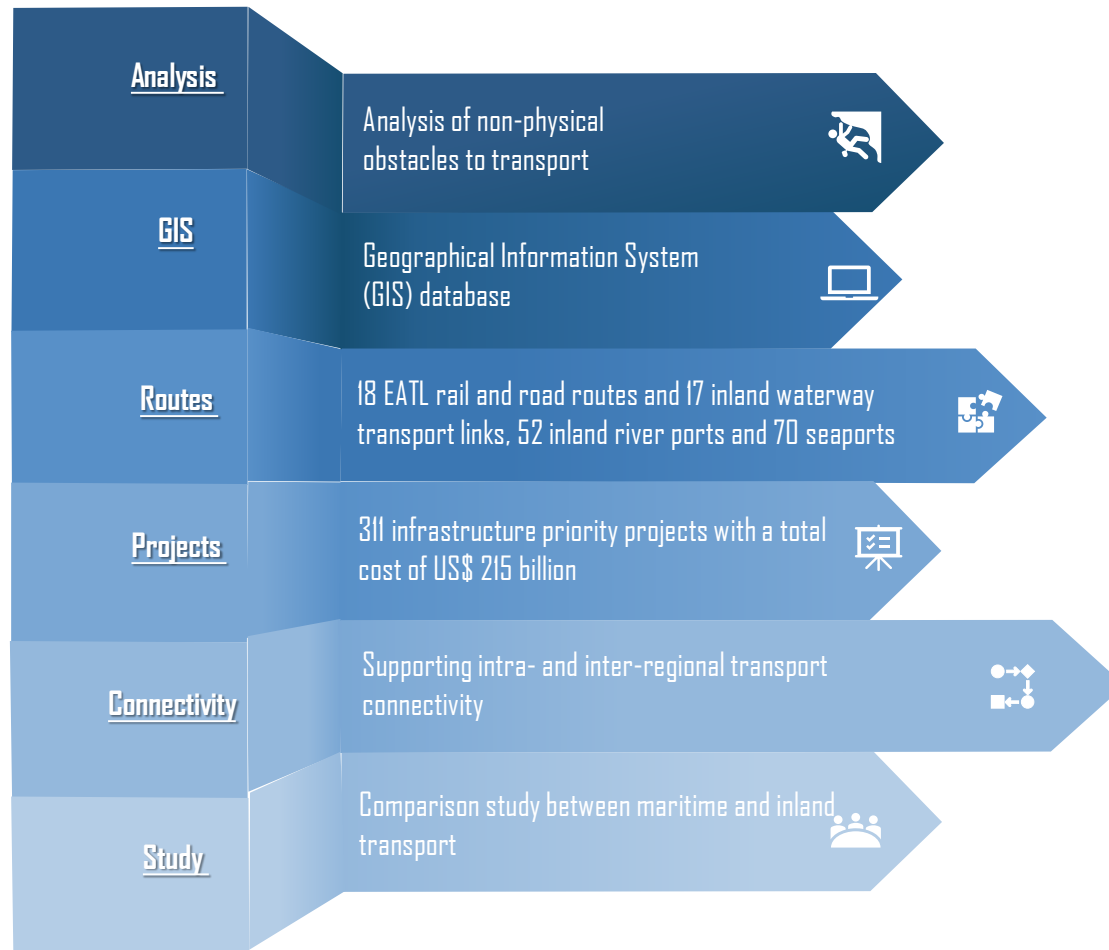 Analysis
Analysis of non-physical
obstacles to transport
GIS
Geographical Information System
(GIS) database
Routes
18 EATL rail and road routes and 17 inland waterway
transport links, 52 inland river ports and 70 seaports
Projects
311 infrastructure priority projects with a total
cost of US$ 215 billion
Connectivity
Supporting intra- and inter-regional transport
connectivity
Study
Comparison study between maritime and inland
transport